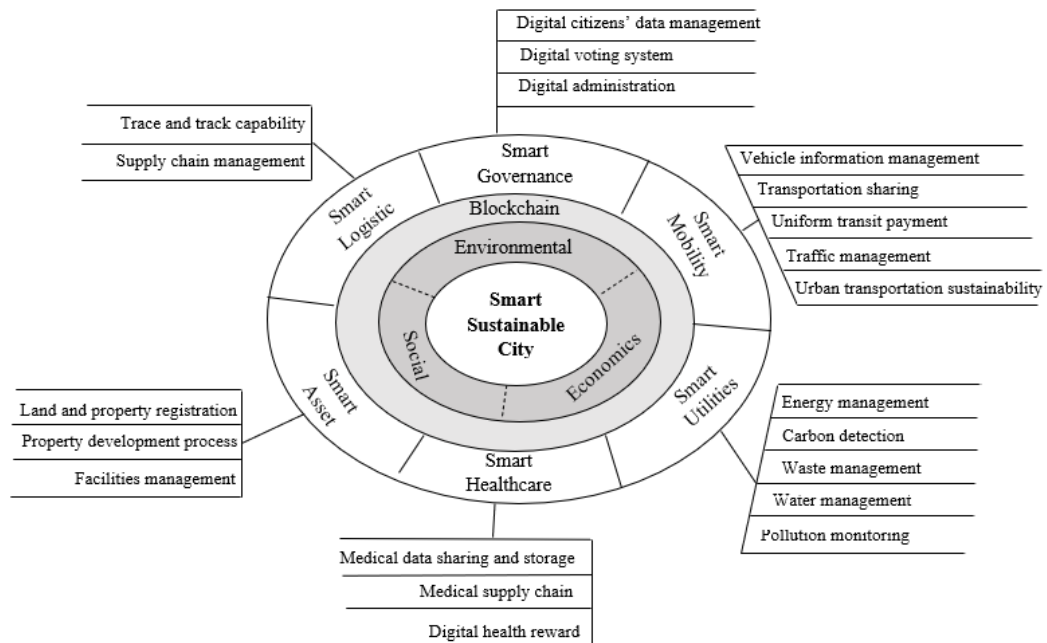 Digital citizens’ data management
Digital voting system
Digital administration
Trace and track capability
Supply chain management
Smart
Governance
Vehicle information management
Transportation sharing
Uniform transit payment
Traffic management
Urban transportation sustainability
Smart
Logistic
Blockchain
Smart
Mobility
Environmental
Smart
Sustainable
City
Social
Economics
Smart
Asset
Smart
Utilities
Land and property registration
Property development process
Facilities management
Energy management
Carbon detection
Waste management
Water management
Pollution monitoring
Smart
Healthcare
Medical data sharing and storage
Medical supply chain
Digital health reward